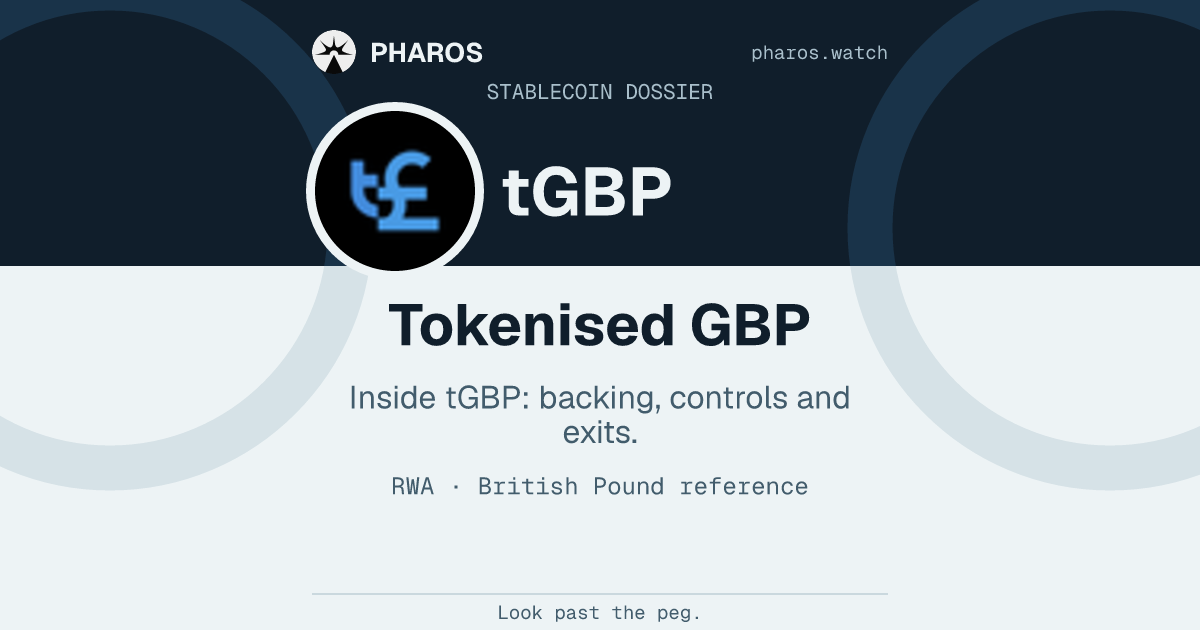 PHAROS
pharos.watch
STABLECOIN DOSSIER
t£
tGBP
Tokenised GBP
Inside tGBP: backing, controls and
exits.
RWA · British Pound reference
Look past the peg.